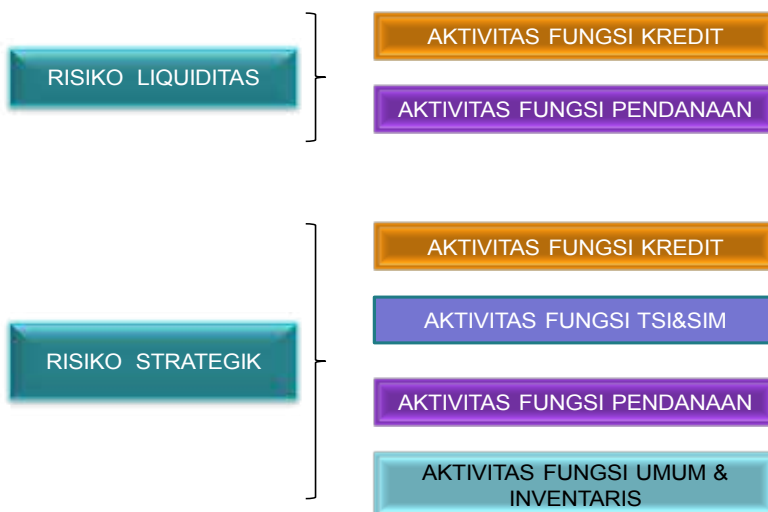 RISIKO LIQUIDITAS
AKTIVITAS FUNGSI KREDIT
AKTIVITAS FUNGSI PENDANAAN
RISIKO STRATEGIK
AKTIVITAS FUNGSI KREDIT
AKTIVITAS FUNGSI TSI&SIM
AKTIVITAS FUNGSI PENDANAAN
AKTIVITAS FUNGSI UMUM &
INVENTARIS